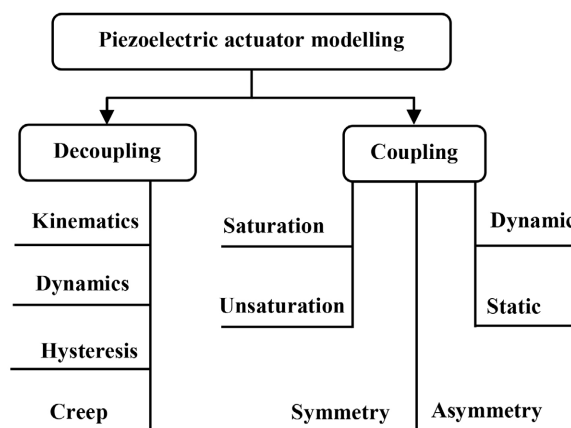 Piezoelectric actuator modelling
Decoupling
Coupling
Kinematics
Dynamics
Hysteresis
Creep
Saturation
Unsaturation
Symmetry
Asymmetry
Dynamic
Static